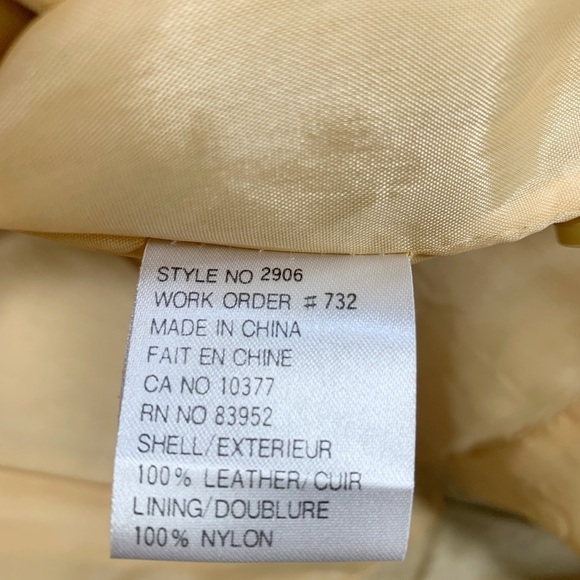 STYLE NO 2906
WORK ORDER # 732
MADE IN CHINA
FAIT EN CHINE
CA NO 10377
RN NO 83952
SHELL/EXTERIEUR
100% LEATHER/CUIR
LINING/DOUBLURE
100% NYLON